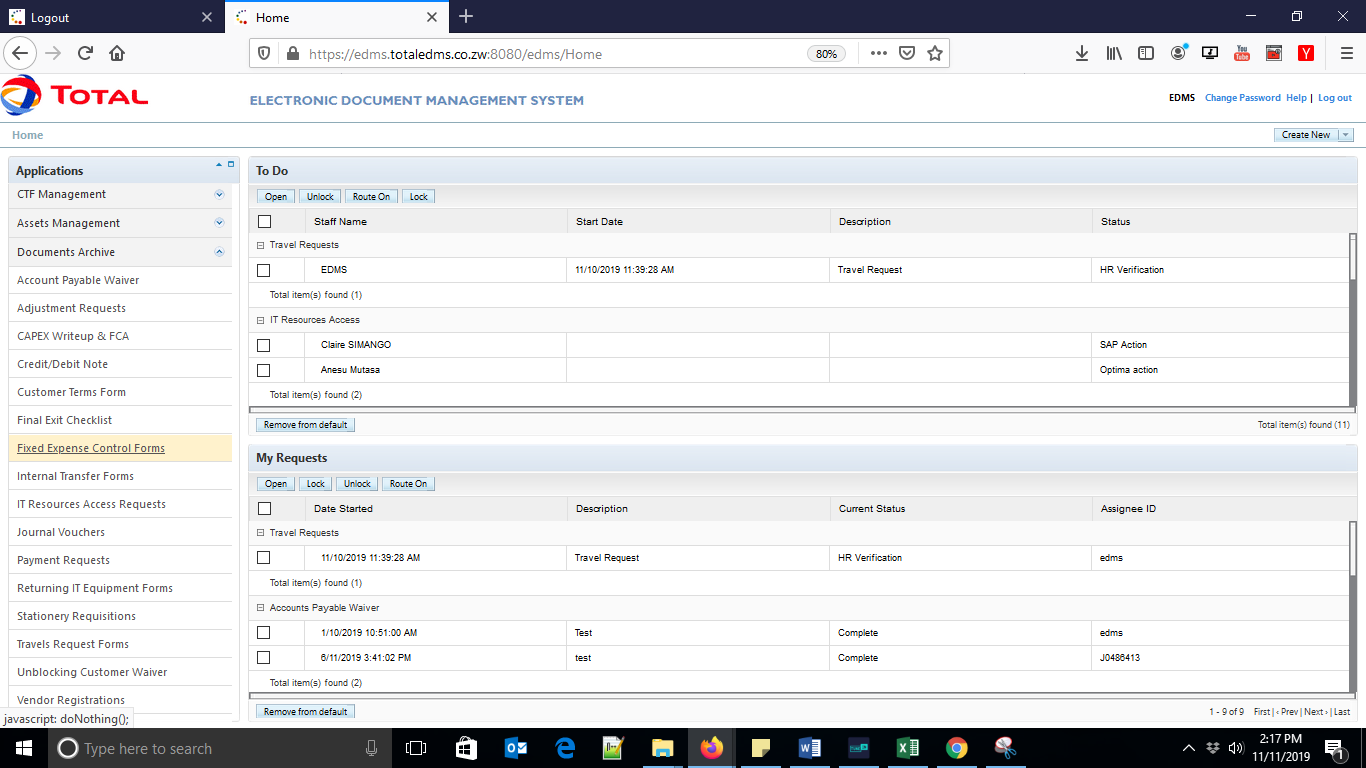 Logout
Home
https://edms.totaledms.co.zw:8080/edms/Home
80%
You Tube
Y
TOTAL
ELECTRONIC DOCUMENT MANAGEMENT SYSTEM
EDMS Change Password Help | Log out
Home
Create New
Applications
CTF Management
Assets Management
Documents Archive
Account Payable Waiver
Adjustment Requests
CAPEX Writeup & FCA
Credit/Debit Note
Customer Terms Form
Final Exit Checklist
Fixed Expense Control Forms
Internal Transfer Forms
IT Resources Access Requests
Journal Vouchers
Payment Requests
Returning IT Equipment Forms
Stationery Requisitions
Travels Request Forms
Unblocking Customer Waiver
Vendor Registrations
javascript: doNothing();
To Do
Open Unlock Route On Lock
Staff Name Start Date Description Status
Travel Requests
EDMS 11/10/2019 11:39:28 AM Travel Request HR Verification
Total item(s) found (1)
IT Resources Access
Claire SIMANGO SAP Action
Anesu Mutasa Optima action
Total item(s) found (2)
Remove from default Total item(s) found (11)
My Requests
Open Lock Unlock Route On
Date Started Description Current Status Assignee ID
Travel Requests
11/10/2019 11:39:28 AM Travel Request HR Verification edms
Total item(s) found (1)
Accounts Payable Waiver
1/10/2019 10:51:00 AM Test Complete edms
6/11/2019 3:41:02 PM test Complete J0486413
Total item(s) found (2)
Remove from default 1 - 9 of 9 First | ‹ Prev | Next › | Last
Type here to search
2:17 PM
11/11/2019
1